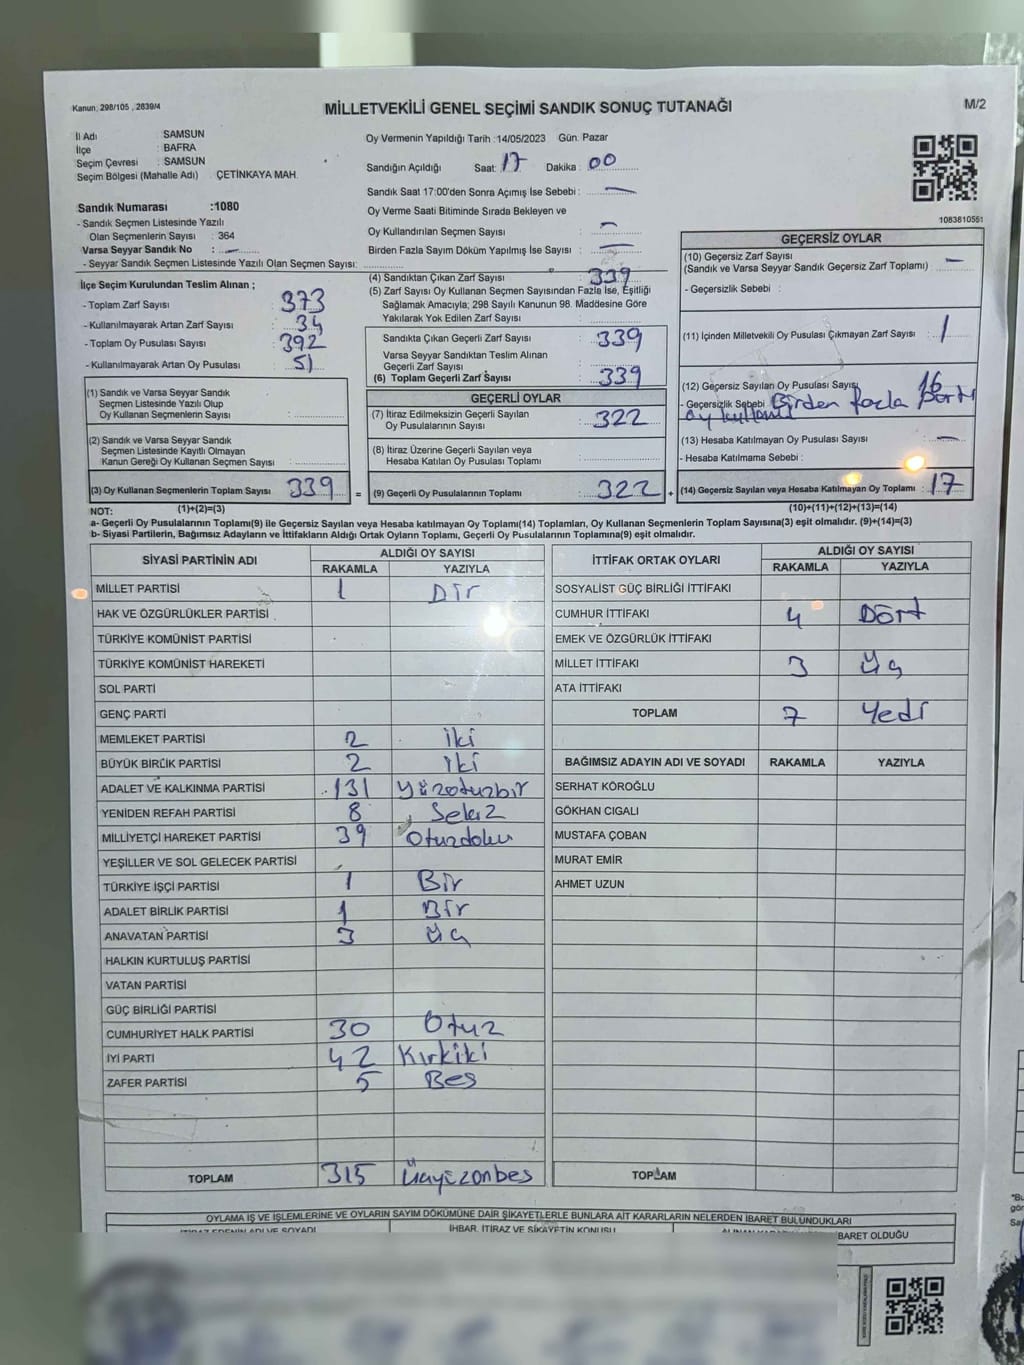 Kanun; 298/105 , 2839/4
MİLLETVEKİLİ GENEL SEÇİMİ SANDIK SONUÇ TUTANAĞI
M/2
İl Adı : SAMSUN
İlçe : BAFRA
Seçim Çevresi : SAMSUN
Seçim Bölgesi (Mahalle Adı) : ÇETİNKAYA MAH.
Oy Vermenin Yapıldığı Tarih :14/05/2023 Gün: Pazar
Sandığın Açıldığı Saat: 17 Dakika : 00
Sandık Saat 17:00'den Sonra Açımış İse Sebebi : —
Oy Verme Saati Bitiminde Sırada Bekleyen ve
Oy Kullandırılan Seçmen Sayısı : —
Birden Fazla Sayım Döküm Yapılmış İse Sayısı : —
1083810551
Sandık Numarası :1080
- Sandık Seçmen Listesinde Yazılı
Olan Seçmenlerin Sayısı : 364
Varsa Seyyar Sandık No : —
- Seyyar Sandık Seçmen Listesinde Yazılı Olan Seçmen Sayısı:
İlçe Seçim Kurulundan Teslim Alınan ;
- Toplam Zarf Sayısı : 373
- Kullanılmayarak Artan Zarf Sayısı : 34
- Toplam Oy Pusulası Sayısı : 392
- Kullanılmayarak Artan Oy Pusulası : 51
(1) Sandık ve Varsa Seyyar Sandık
Seçmen Listesinde Yazılı Olup
Oy Kullanan Seçmenlerin Sayısı :
(2) Sandık ve Varsa Seyyar Sandık
Seçmen Listesinde Kayıtlı Olmayan
Kanun Gereği Oy Kullanan Seçmen Sayısı :
(3) Oy Kullanan Seçmenlerin Toplam Sayısı : 339 =
(1)+(2)=(3)
(4) Sandıktan Çıkan Zarf Sayısı : 339
(5) Zarf Sayısı Oy Kullanan Seçmen Sayısından Fazla İse, Eşitliği
Sağlamak Amacıyla; 298 Sayılı Kanunun 98. Maddesine Göre
Yakılarak Yok Edilen Zarf Sayısı :
Sandıkta Çıkan Geçerli Zarf Sayısı : 339
Varsa Seyyar Sandıktan Teslim Alınan
Geçerli Zarf Sayısı :
(6) Toplam Geçerli Zarf Sayısı : 339
GEÇERLİ OYLAR
(7) İtiraz Edilmeksizin Geçerli Sayılan
Oy Pusulalarının Sayısı : 322
(8) İtiraz Üzerine Geçerli Sayılan veya
Hesaba Katılan Oy Pusulası Toplamı :
(9) Geçerli Oy Pusulalarının Toplamı : 322 +
GEÇERSİZ OYLAR
(10) Geçersiz Zarf Sayısı
(Sandık ve Varsa Seyyar Sandık Geçersiz Zarf Toplamı) : —
- Geçersizlik Sebebi :
(11) İçinden Milletvekili Oy Pusulası Çıkmayan Zarf Sayısı : 1
(12) Geçersiz Sayılan Oy Pusulası Sayısı : 16
- Geçersizlik Sebebi : Birden fazla parti
oy kullanıl
(13) Hesaba Katılmayan Oy Pusulası Sayısı : —
- Hesaba Katılmama Sebebi :
(14) Geçersiz Sayılan veya Hesaba Katılmayan Oy Toplamı : 17
(10)+(11)+(12)+(13)=(14)
NOT:
a- Geçerli Oy Pusulalarının Toplamı(9) ile Geçersiz Sayılan veya Hesaba katılmayan Oy Toplamı(14) Toplamları, Oy Kullanan Seçmenlerin Toplam Sayısına(3) eşit olmalıdır. (9)+(14)=(3)
b- Siyasi Partilerin, Bağımsız Adayların ve İttifakların Aldığı Ortak Oyların Toplamı, Geçerli Oy Pusulalarının Toplamına(9) eşit olmalıdır.
SİYASİ PARTİNİN ADI ALDIĞI OY SAYISI
RAKAMLA YAZIYLA
MİLLET PARTİSİ 1 Bir
HAK VE ÖZGÜRLÜKLER PARTİSİ
TÜRKİYE KOMÜNİST PARTİSİ
TÜRKİYE KOMÜNİST HAREKETİ
SOL PARTİ
GENÇ PARTİ
MEMLEKET PARTİSİ 2 iki
BÜYÜK BİRLİK PARTİSİ 2 iki
ADALET VE KALKINMA PARTİSİ 131 Yüzotuzbir
YENİDEN REFAH PARTİSİ 8 Sekiz
MİLLİYETÇİ HAREKET PARTİSİ 39 Otuzdokuz
YEŞİLLER VE SOL GELECEK PARTİSİ
TÜRKİYE İŞÇİ PARTİSİ 1 Bir
ADALET BİRLİK PARTİSİ 1 Bir
ANAVATAN PARTİSİ 3 Üç
HALKIN KURTULUŞ PARTİSİ
VATAN PARTİSİ
GÜÇ BİRLİĞİ PARTİSİ
CUMHURİYET HALK PARTİSİ 30 Otuz
İYİ PARTİ 42 Kırkiki
ZAFER PARTİSİ 5 Beş
TOPLAM 315 Üçyüzonbeş
İTTİFAK ORTAK OYLARI ALDIĞI OY SAYISI
RAKAMLA YAZIYLA
SOSYALİST GÜÇ BİRLİĞİ İTTİFAKI
CUMHUR İTTİFAKI 4 Dört
EMEK VE ÖZGÜRLÜK İTTİFAKI
MİLLET İTTİFAKI 3 Üç
ATA İTTİFAKI
TOPLAM 7 Yedi
BAĞIMSIZ ADAYIN ADI VE SOYADI RAKAMLA YAZIYLA
SERHAT KÖROĞLU
GÖKHAN CIGALI
MUSTAFA ÇOBAN
MURAT EMİR
AHMET UZUN
TOPLAM
OYLAMA İŞ VE İŞLEMLERİNE VE OYLARIN SAYIM DÖKÜMÜNE DAİR ŞİKAYETLERLE BUNLARA AİT KARARLARIN NELERDEN İBARET BULUNDUKLARI
İTİRAZ EDENİN ADI VE SOYADI İHBAR, İTİRAZ VE ŞİKAYETİN KONUSU BARET OLDUĞU